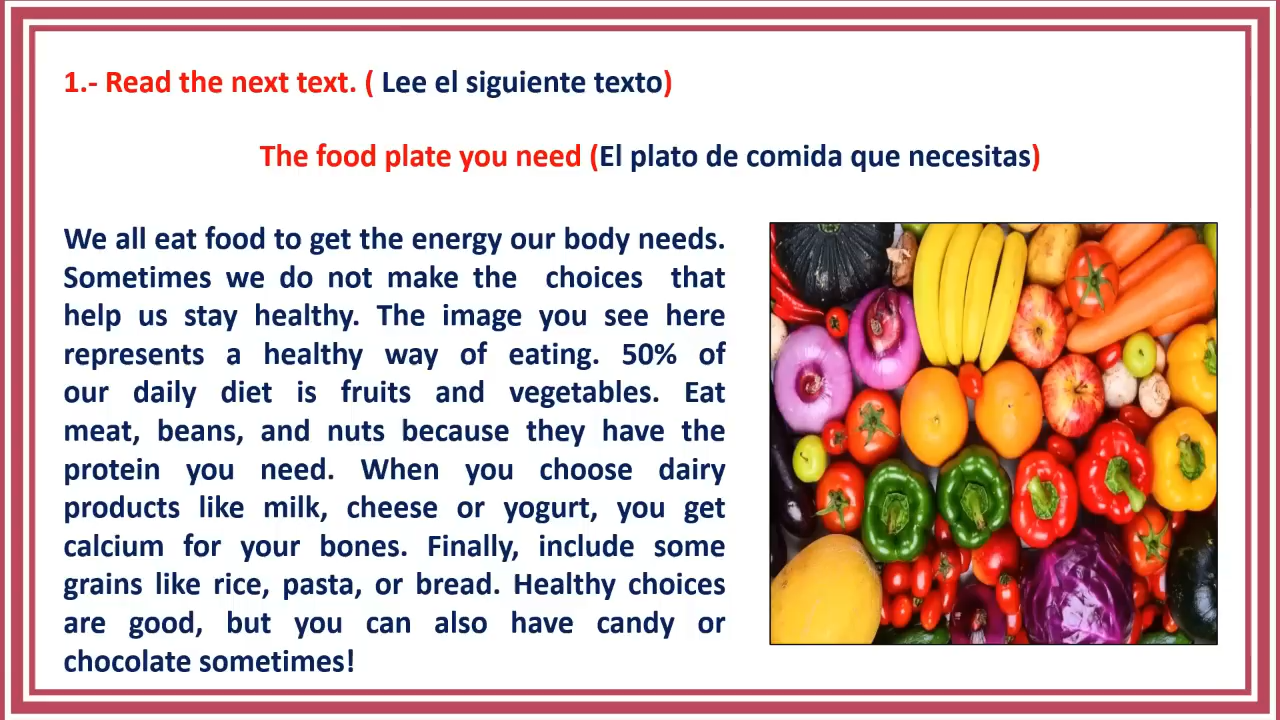 1.- Read the next text. ( Lee el siguiente texto)
The food plate you need (El plato de comida que necesitas)
We all eat food to get the energy our body needs.
Sometimes we do not make the choices that
help us stay healthy. The image you see here
represents a healthy way of eating. 50% of
our daily diet is fruits and vegetables. Eat
meat, beans, and nuts because they have the
protein you need. When you choose dairy
products like milk, cheese or yogurt, you get
calcium for your bones. Finally, include some
grains like rice, pasta, or bread. Healthy choices
are good, but you can also have candy or
chocolate sometimes!